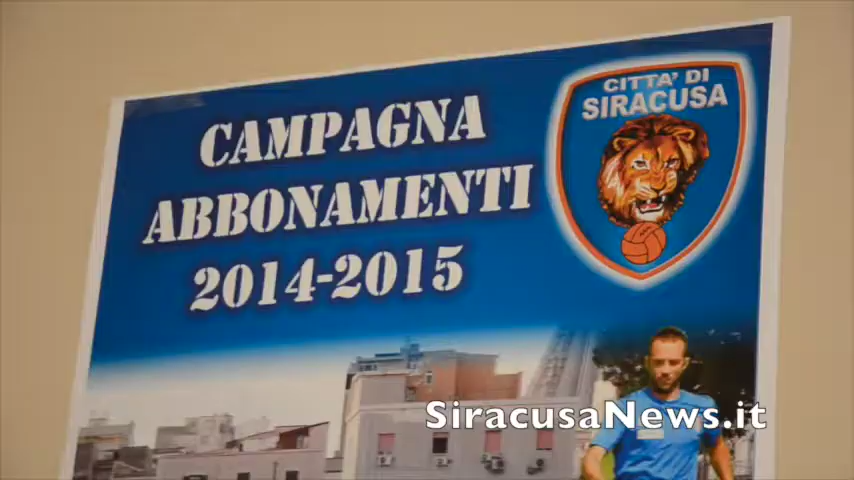 CAMPAGNA
ABBONAMENTI
2014-2015
CITTA' DI
SIRACUSA
SiracusaNews.it